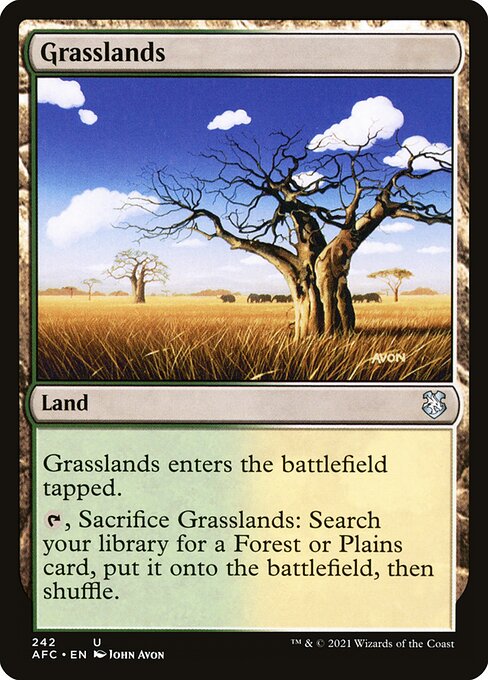 Grasslands
AVON
Land
Grasslands enters the battlefield
tapped.
, Sacrifice Grasslands: Search
your library for a Forest or Plains
card, put it onto the battlefield, then
shuffle.
242 U
™ & © 2021 Wizards of the Coast
AFC • EN John Avon